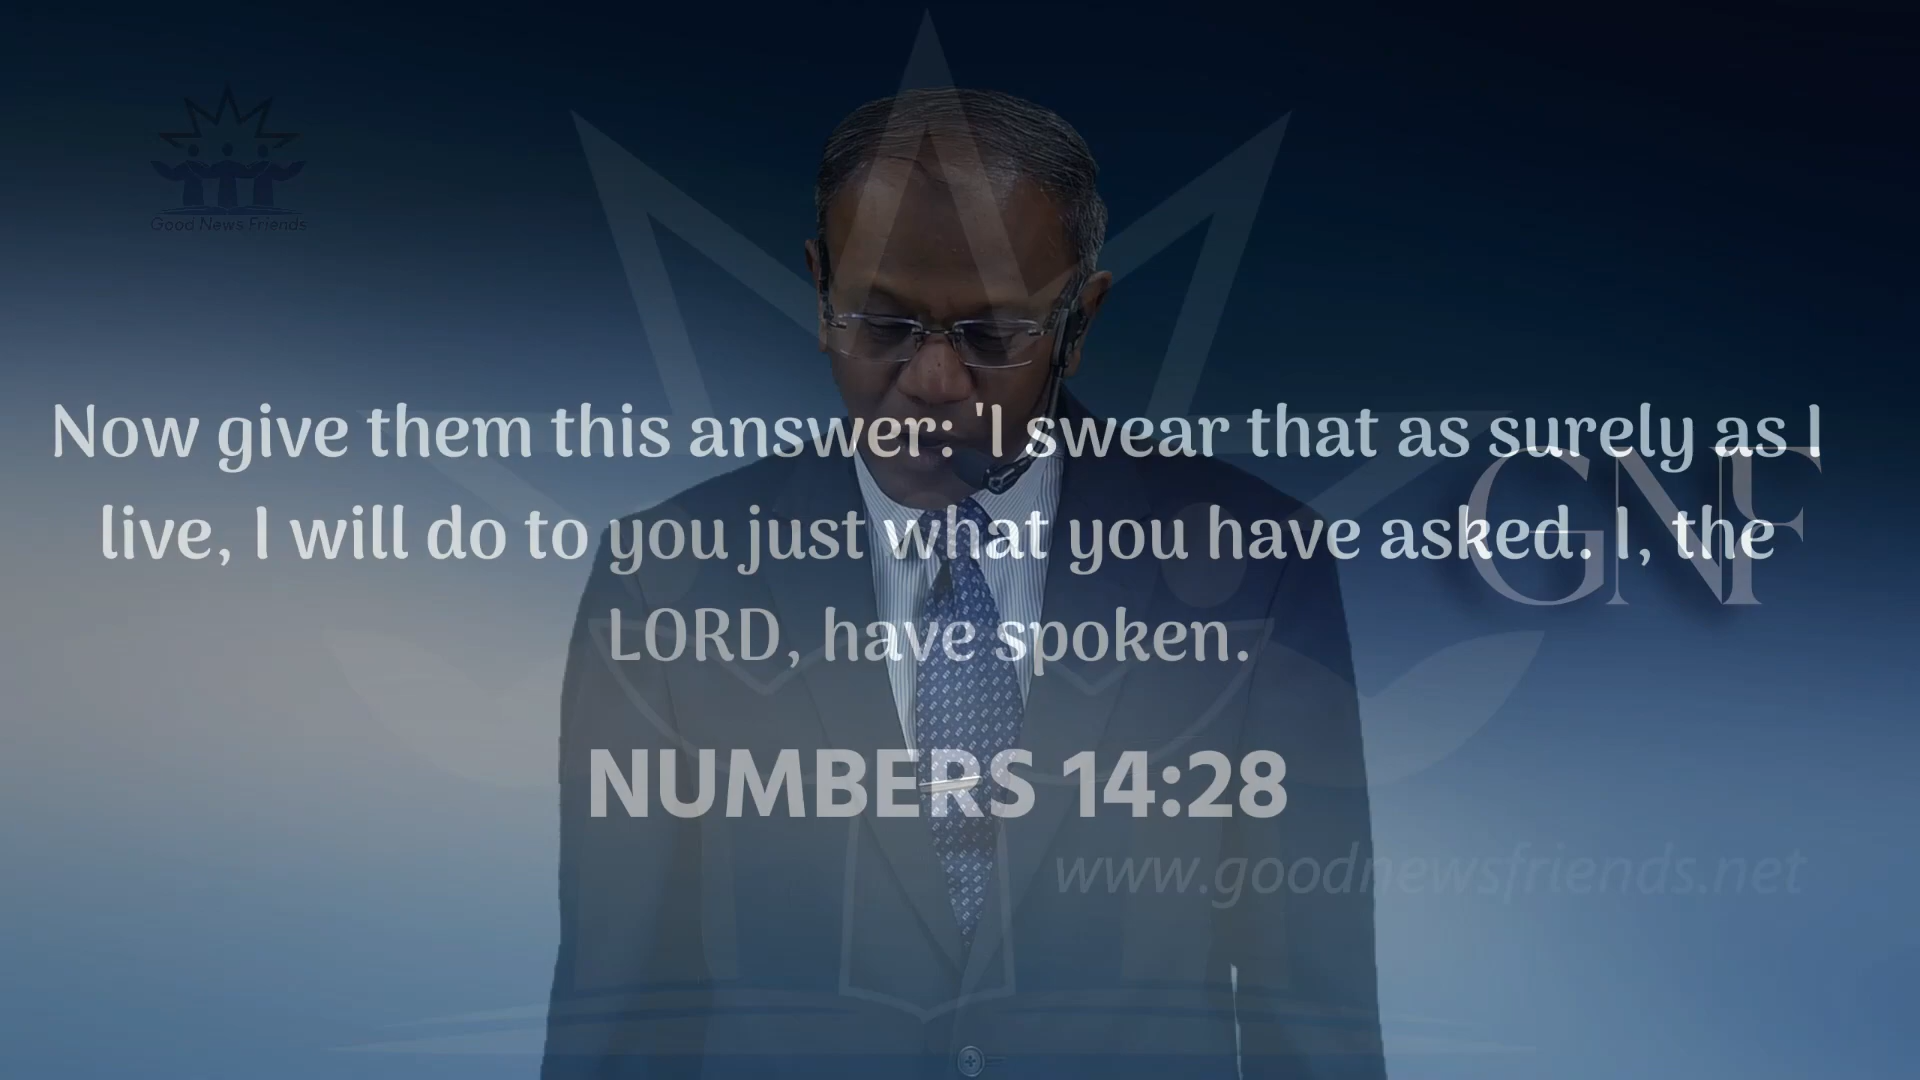 Good News Friends
Now give them this answer: 'I swear that as surely as I
live, I will do to you just what you have asked. I, the
LORD, have spoken.
GNF
NUMBERS 14:28
www.goodnewsfriends.net